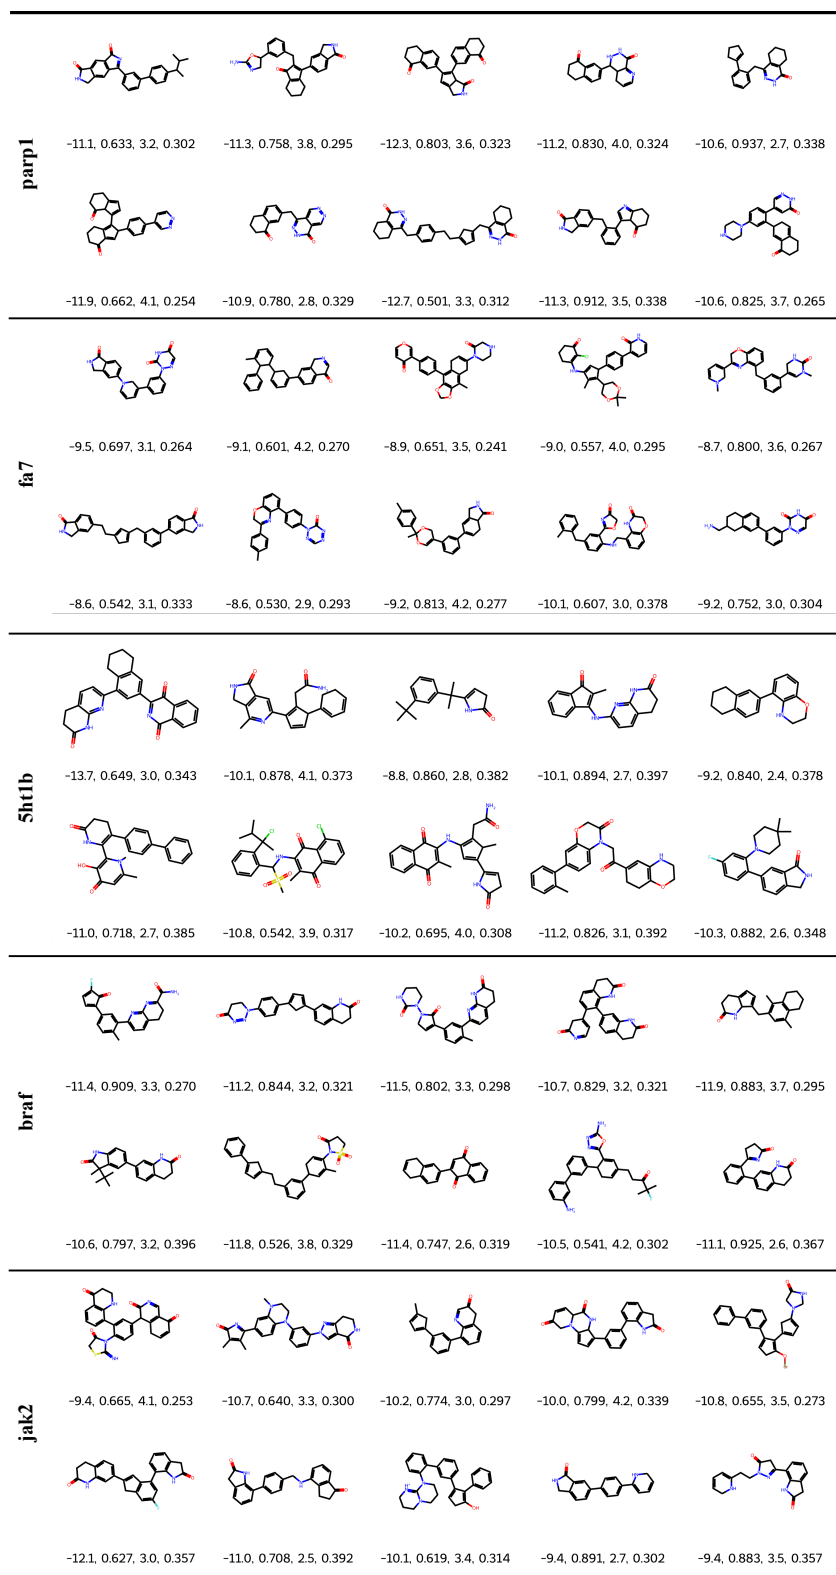 parp1
−11.1, 0.633, 3.2, 0.302
−11.3, 0.758, 3.8, 0.295
−12.3, 0.803, 3.6, 0.323
−11.2, 0.830, 4.0, 0.324
−10.6, 0.937, 2.7, 0.338
−11.9, 0.662, 4.1, 0.254
−10.9, 0.780, 2.8, 0.329
−12.7, 0.501, 3.3, 0.312
−11.3, 0.912, 3.5, 0.338
−10.6, 0.825, 3.7, 0.265
fa7
−9.5, 0.697, 3.1, 0.264
−9.1, 0.601, 4.2, 0.270
−8.9, 0.651, 3.5, 0.241
−9.0, 0.557, 4.0, 0.295
−8.7, 0.800, 3.6, 0.267
−8.6, 0.542, 3.1, 0.333
−8.6, 0.530, 2.9, 0.293
−9.2, 0.813, 4.2, 0.277
−10.1, 0.607, 3.0, 0.378
−9.2, 0.752, 3.0, 0.304
5ht1b
−13.7, 0.649, 3.0, 0.343
−10.1, 0.878, 4.1, 0.373
−8.8, 0.860, 2.8, 0.382
−10.1, 0.894, 2.7, 0.397
−9.2, 0.840, 2.4, 0.378
−11.0, 0.718, 2.7, 0.385
−10.8, 0.542, 3.9, 0.317
−10.2, 0.695, 4.0, 0.308
−11.2, 0.826, 3.1, 0.392
−10.3, 0.882, 2.6, 0.348
braf
−11.4, 0.909, 3.3, 0.270
−11.2, 0.844, 3.2, 0.321
−11.5, 0.802, 3.3, 0.298
−10.7, 0.829, 3.2, 0.321
−11.9, 0.883, 3.7, 0.295
−10.6, 0.797, 3.2, 0.396
−11.8, 0.526, 3.8, 0.329
−11.4, 0.747, 2.6, 0.319
−10.5, 0.541, 4.2, 0.302
−11.1, 0.925, 2.6, 0.367
jak2
−9.4, 0.665, 4.1, 0.253
−10.7, 0.640, 3.3, 0.300
−10.2, 0.774, 3.0, 0.297
−10.0, 0.799, 4.2, 0.339
−10.8, 0.655, 3.5, 0.273
−12.1, 0.627, 3.0, 0.357
−11.0, 0.708, 2.5, 0.392
−10.1, 0.619, 3.4, 0.314
−9.4, 0.891, 2.7, 0.302
−9.4, 0.883, 3.5, 0.357